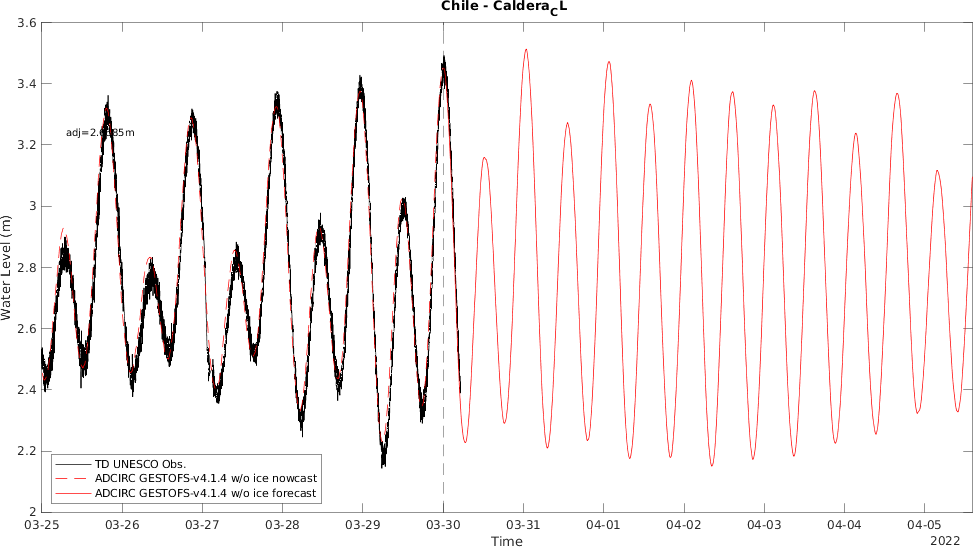 Chile - Caldera_CL
3.6
3.4
3.2
3
2.8
2.6
2.4
2.2
2
Water Level (m)
TD UNESCO Obs.
ADCIRC GESTOFS-v4.1.4 w/o ice nowcast
ADCIRC GESTOFS-v4.1.4 w/o ice forecast
03-25 03-26 03-27 03-28 03-29 03-30 03-31 04-01 04-02 04-03 04-04 04-05
Time
2022